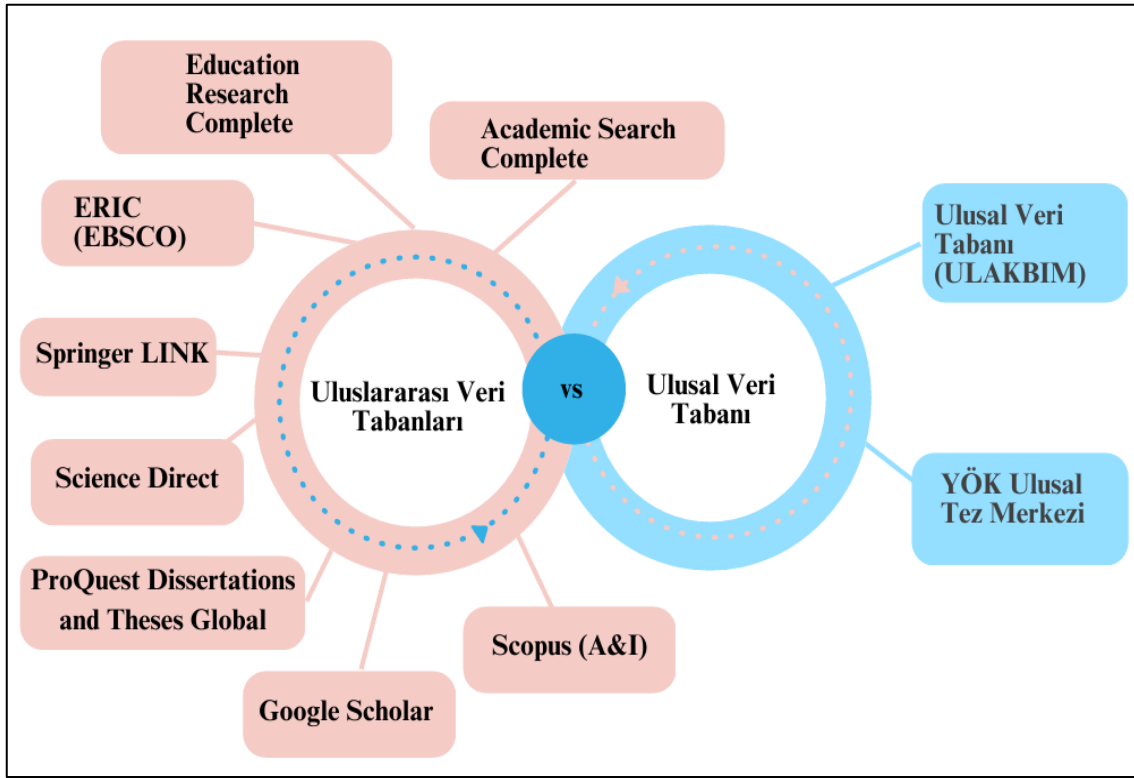 Education
Research
Complete
Academic Search
Complete
ERIC
(EBSCO)
Ulusal Veri
Tabanı
(ULAKBIM)
Springer LINK
Uluslararası Veri
Tabanları
vs
Ulusal Veri
Tabanı
Science Direct
YÖK Ulusal
Tez Merkezi
ProQuest Dissertations
and Theses Global
Scopus (A&I)
Google Scholar